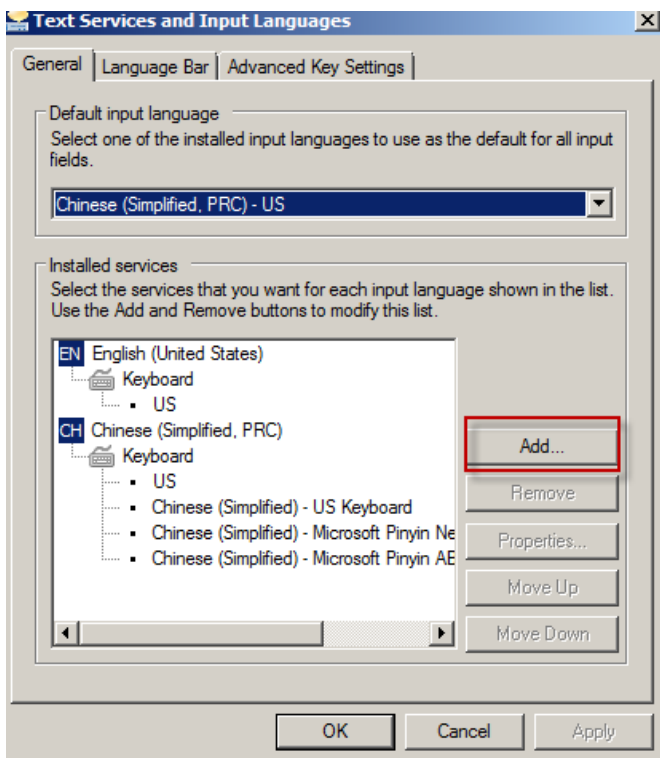 Text Services and Input Languages
General
Language Bar
Advanced Key Settings
Default input language
Select one of the installed input languages to use as the default for all input
fields.
Chinese (Simplified, PRC) - US
Installed services
Select the services that you want for each input language shown in the list.
Use the Add and Remove buttons to modify this list.
EN English (United States)
Keyboard
US
CH Chinese (Simplified, PRC)
Keyboard
US
Chinese (Simplified) - US Keyboard
Chinese (Simplified) - Microsoft Pinyin Ne
Chinese (Simplified) - Microsoft Pinyin AB
Add...
Remove
Properties...
Move Up
Move Down
OK
Cancel
Apply